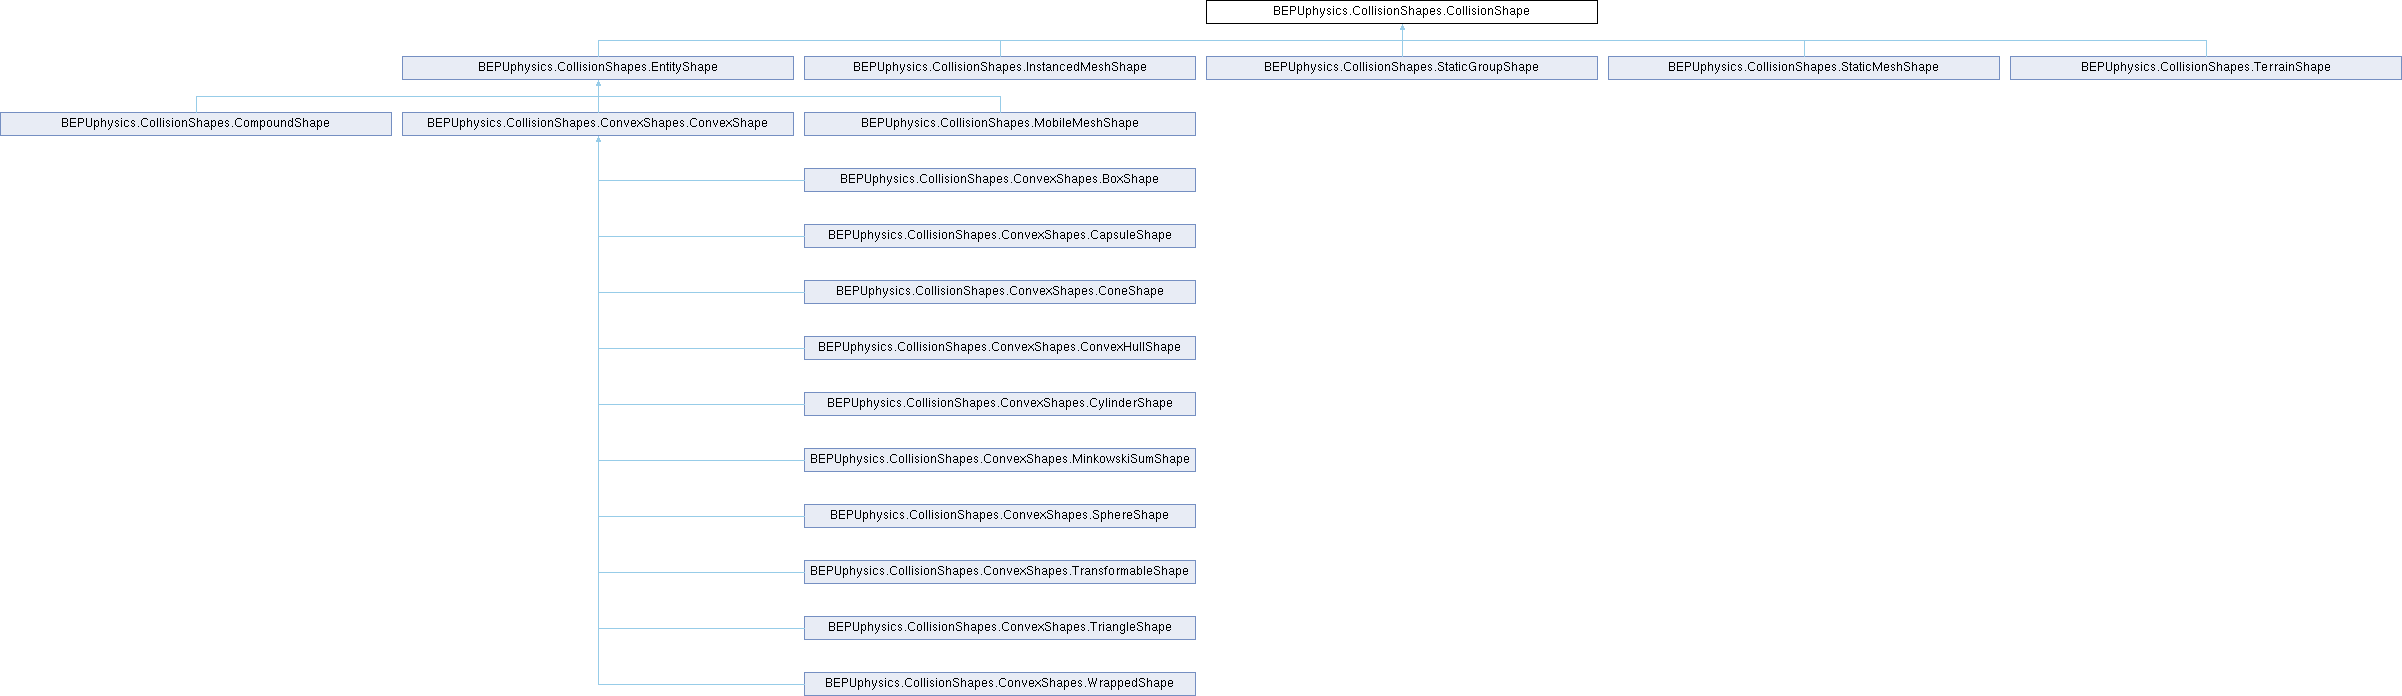 BEPUphysics.CollisionShapes.CollisionShape
BEPUphysics.CollisionShapes.EntityShape
BEPUphysics.CollisionShapes.InstancedMeshShape
BEPUphysics.CollisionShapes.StaticGroupShape
BEPUphysics.CollisionShapes.StaticMeshShape
BEPUphysics.CollisionShapes.TerrainShape
BEPUphysics.CollisionShapes.CompoundShape
BEPUphysics.CollisionShapes.ConvexShapes.ConvexShape
BEPUphysics.CollisionShapes.MobileMeshShape
BEPUphysics.CollisionShapes.ConvexShapes.BoxShape
BEPUphysics.CollisionShapes.ConvexShapes.CapsuleShape
BEPUphysics.CollisionShapes.ConvexShapes.ConeShape
BEPUphysics.CollisionShapes.ConvexShapes.ConvexHullShape
BEPUphysics.CollisionShapes.ConvexShapes.CylinderShape
BEPUphysics.CollisionShapes.ConvexShapes.MinkowskiSumShape
BEPUphysics.CollisionShapes.ConvexShapes.SphereShape
BEPUphysics.CollisionShapes.ConvexShapes.TransformableShape
BEPUphysics.CollisionShapes.ConvexShapes.TriangleShape
BEPUphysics.CollisionShapes.ConvexShapes.WrappedShape